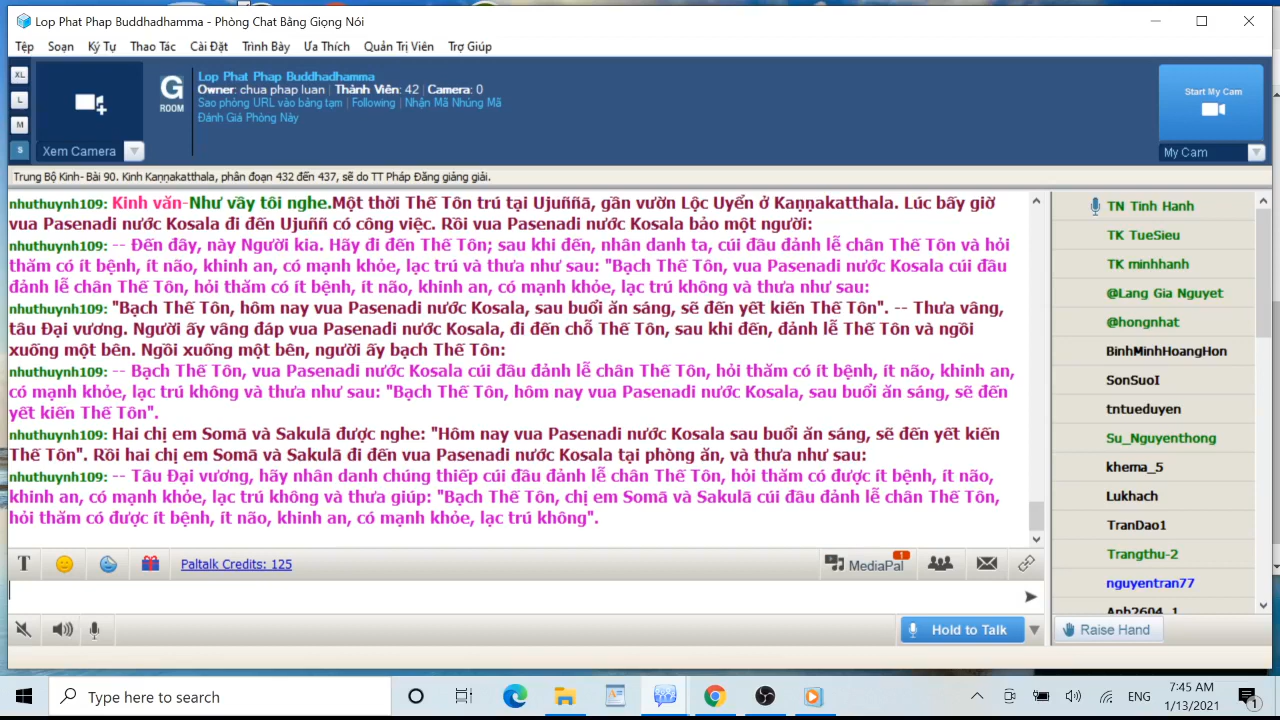 Lop Phat Phap Buddhadhamma - Phòng Chat Bằng Giọng Nói
Tệp Soạn Ký Tự Thao Tác Cài Đặt Trình Bày Ưa Thích Quản Trị Viên Trợ Giúp
XL
L
M
S
Xem Camera
G
ROOM
Lop Phat Phap Buddhadhamma
Owner: chua phap luan | Thành Viên: 42 | Camera: 0
Sao phòng URL vào bảng tạm | Following | Nhận Mã Nhúng Mã
Đánh Giá Phòng Này
Start My Cam
My Cam
Trung Bộ Kinh- Bài 90. Kinh Kaṇṇakatthala, phân đoạn 432 đến 437, sẽ do TT Pháp Đăng giảng giải.
nhuthuynh109: Kinh văn-Như vầy tôi nghe.Một thời Thế Tôn trú tại Ujuññā, gần vườn Lộc Uyển ở Kaṇṇakatthala. Lúc bấy giờ
vua Pasenadi nước Kosala đi đến Ujuññ có công việc. Rồi vua Pasenadi nước Kosala bảo một người:
nhuthuynh109: -- Đến đây, này Người kia. Hãy đi đến Thế Tôn; sau khi đến, nhân danh ta, cúi đầu đảnh lễ chân Thế Tôn và hỏi
thăm có ít bệnh, ít não, khinh an, có mạnh khỏe, lạc trú và thưa như sau: "Bạch Thế Tôn, vua Pasenadi nước Kosala cúi đầu
đảnh lễ chân Thế Tôn, hỏi thăm có ít bệnh, ít não, khinh an, có mạnh khỏe, lạc trú không và thưa như sau:
nhuthuynh109: "Bạch Thế Tôn, hôm nay vua Pasenadi nước Kosala, sau buổi ăn sáng, sẽ đến yết kiến Thế Tôn". -- Thưa vâng,
tâu Đại vương. Người ấy vâng đáp vua Pasenadi nước Kosala, đi đến chỗ Thế Tôn, sau khi đến, đảnh lễ Thế Tôn và ngồi
xuống một bên. Ngồi xuống một bên, người ấy bạch Thế Tôn:
nhuthuynh109: -- Bạch Thế Tôn, vua Pasenadi nước Kosala cúi đầu đảnh lễ chân Thế Tôn, hỏi thăm có ít bệnh, ít não, khinh an,
có mạnh khỏe, lạc trú không và thưa như sau: "Bạch Thế Tôn, hôm nay vua Pasenadi nước Kosala, sau buổi ăn sáng, sẽ đến
yết kiến Thế Tôn".
nhuthuynh109: Hai chị em Somā và Sakulā được nghe: "Hôm nay vua Pasenadi nước Kosala sau buổi ăn sáng, sẽ đến yết kiến
Thế Tôn". Rồi hai chị em Somā và Sakulā đi đến vua Pasenadi nước Kosala tại phòng ăn, và thưa như sau:
nhuthuynh109: -- Tâu Đại vương, hãy nhân danh chúng thiếp cúi đầu đảnh lễ chân Thế Tôn, hỏi thăm có được ít bệnh, ít não,
khinh an, có mạnh khỏe, lạc trú không và thưa giúp: "Bạch Thế Tôn, chị em Somā và Sakulā cúi đầu đảnh lễ chân Thế Tôn,
hỏi thăm có được ít bệnh, ít não, khinh an, có mạnh khỏe, lạc trú không".
TN Tinh Hanh
TK TueSieu
TK minhhanh
@Lang Gia Nguyet
@hongnhat
BinhMinhHoangHon
SonSuoI
tntueduyen
Su_Nguyenthong
khema_5
Lukhach
TranDao1
Trangthu-2
nguyentran77
Anh2604_1
T
Paltalk Credits: 125
MediaPal
1
Hold to Talk
Raise Hand
Type here to search
ENG
7:45 AM
1/13/2021
1